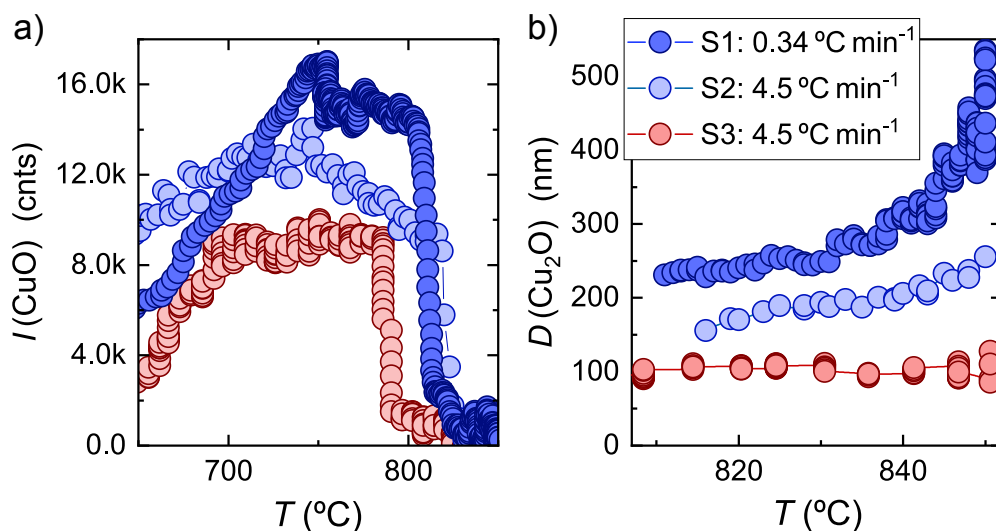 a)
16.0k
12.0k
8.0k
4.0k
0.0
I (CuO) (cnts)
700
800
T (ºC)
b)
S1: 0.34 ºC min⁻¹
S2: 4.5 ºC min⁻¹
S3: 4.5 ºC min⁻¹
500
400
300
200
100
0
D(Cu₂O) (nm)
820
840
T (ºC)